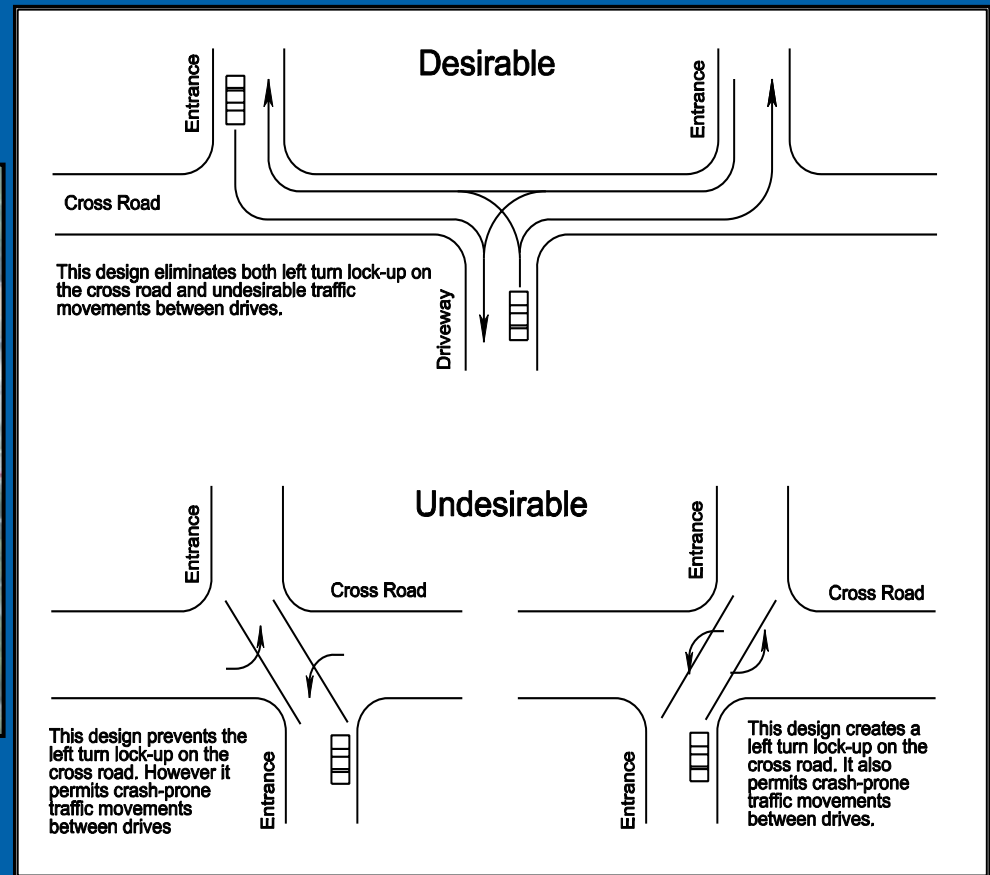 Desirable
Entrance
Entrance
Cross Road
This design eliminates both left turn lock-up on
the cross road and undesirable traffic
movements between drives.
Driveway
Undesirable
Entrance
Entrance
Cross Road
Cross Road
This design prevents the
left turn lock-up on the
cross road. However it
permits crash-prone
traffic movements
between drives
Entrance
Entrance
This design creates a
left turn lock-up on the
cross road. It also
permits crash-prone
traffic movements
between drives.